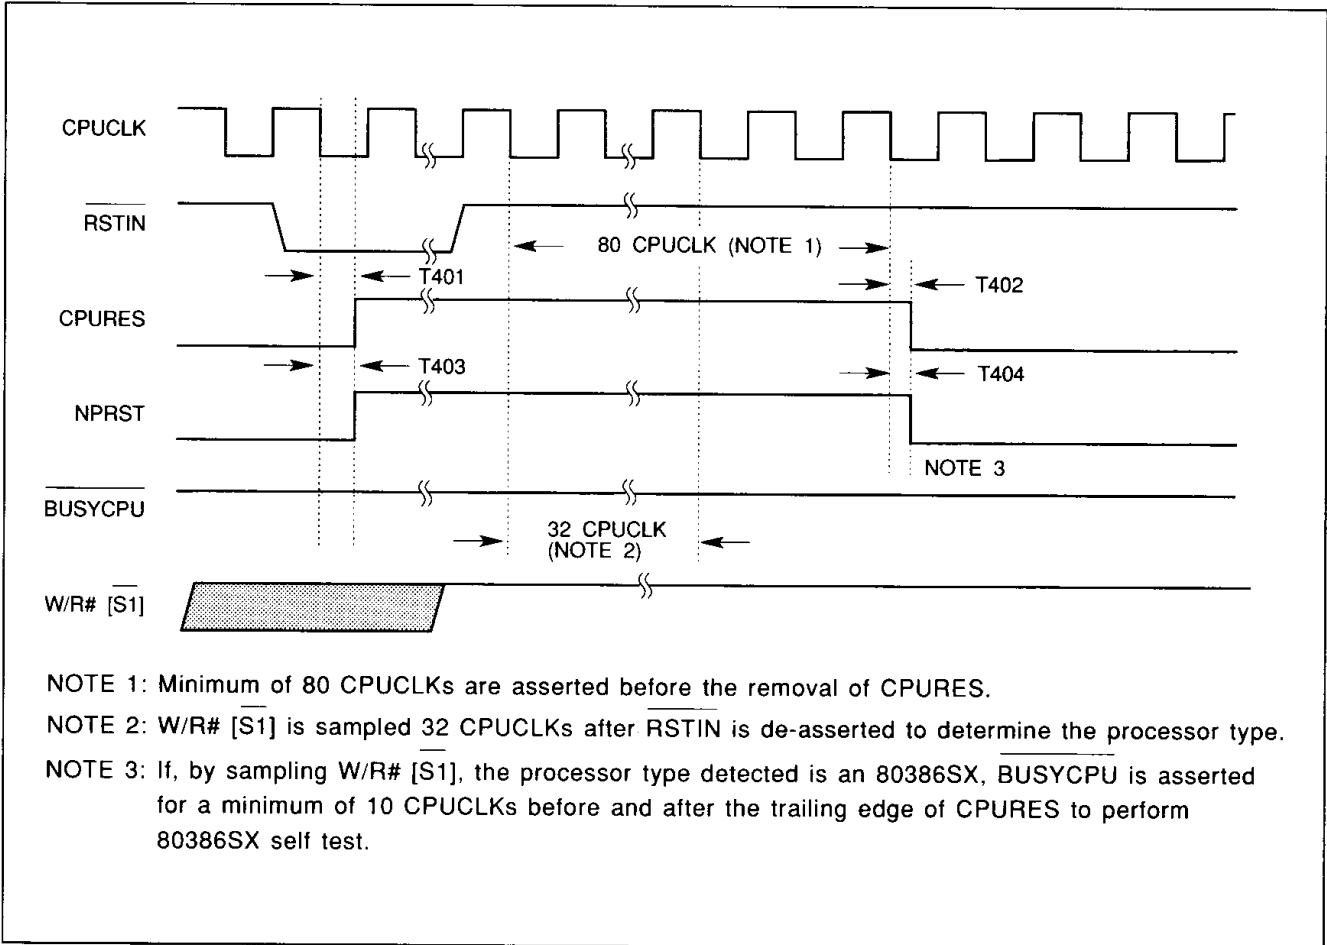 CPUCLK
RSTIN
80 CPUCLK (NOTE 1)
T401
T402
CPURES
T403
T404
NPRST
NOTE 3
BUSYCPU
32 CPUCLK
(NOTE 2)
W/R# [S1]
NOTE 1: Minimum of 80 CPUCLKs are asserted before the removal of CPURES.
NOTE 2: W/R# [S1] is sampled 32 CPUCLKs after RSTIN is de-asserted to determine the processor type.
NOTE 3: If, by sampling W/R# [S1], the processor type detected is an 80386SX, BUSYCPU is asserted
for a minimum of 10 CPUCLKs before and after the trailing edge of CPURES to perform
80386SX self test.